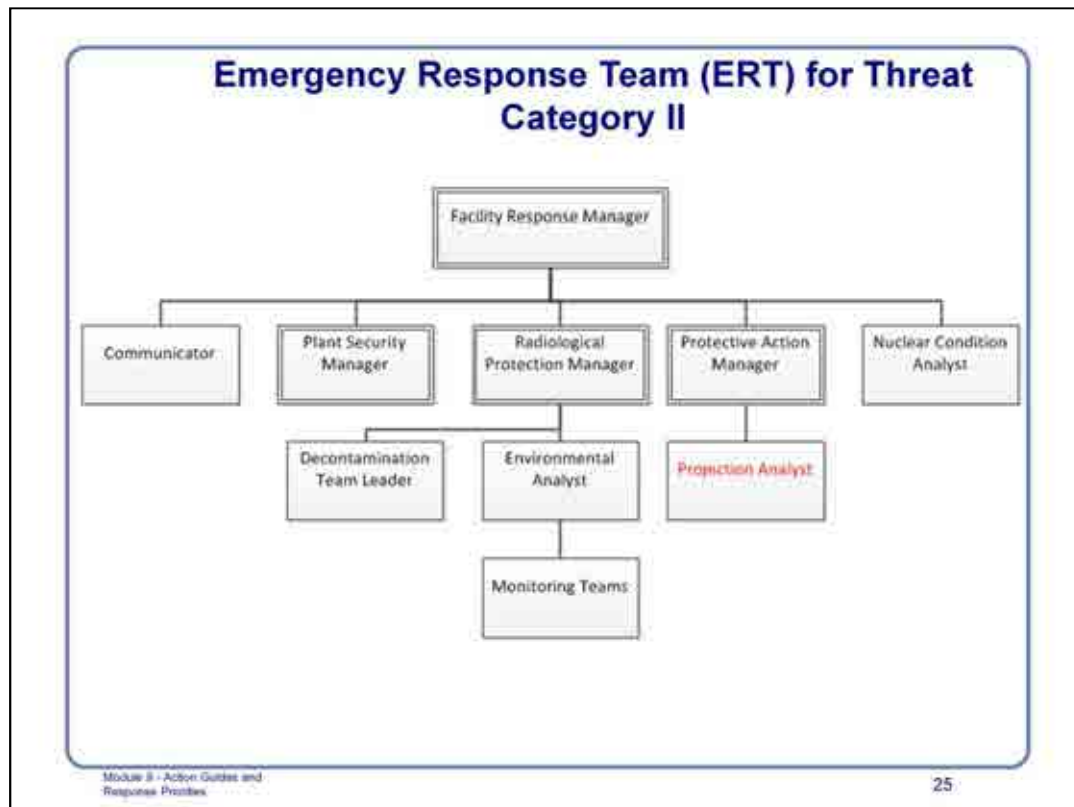 Emergency Response Team (ERT) for Threat
Category II
Facility Response Manager
Communicator
Plant Security
Manager
Radiological
Protection Manager
Protective Action
Manager
Nuclear Condition
Analyst
Decontamination
Team Leader
Environmental
Analyst
Projection Analyst
Monitoring Teams
Action Guides and
Response Priorities
25